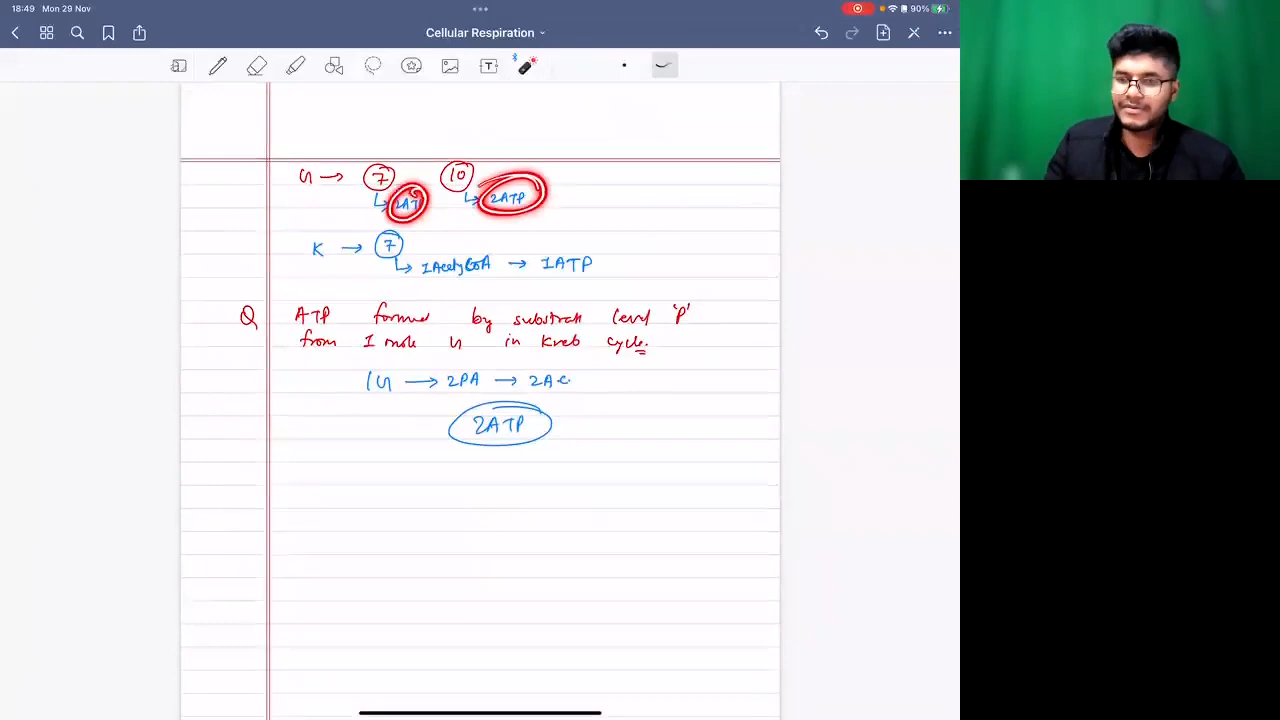 18:49 Mon 29 Nov
90%
Cellular Respiration
T
G → 7 10
2AT 2ATP
K → 7
1AcetylCoA → 1ATP
Q ATP formed by substrate level 'P'
from 1 mole G in Kreb cycle.
1G → 2PA → 2AC
2ATP